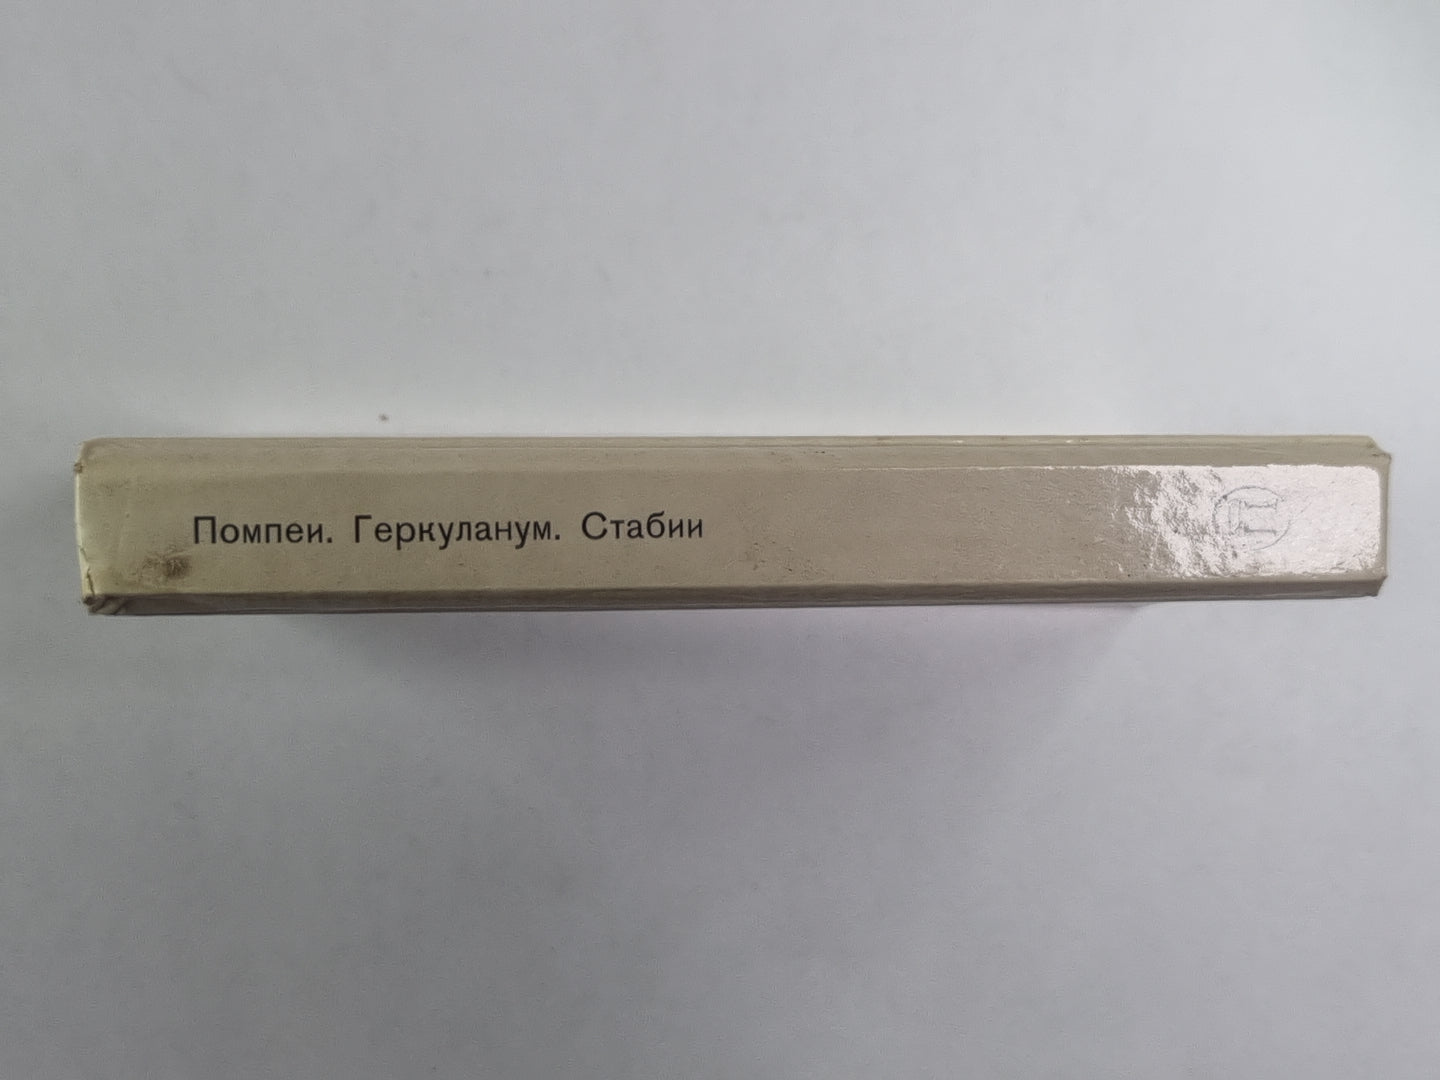 Помпеи. Геркуланум. Стабии